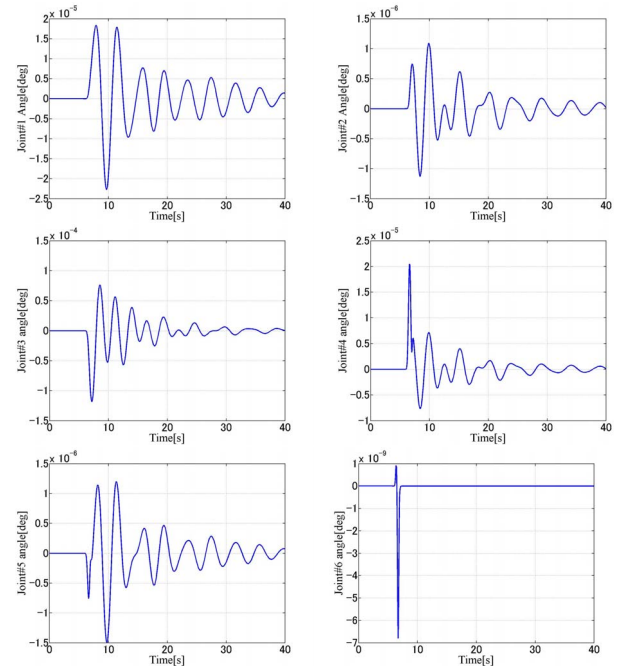 x 10⁻⁵
2
1.5
1
0.5
0
-0.5
-1
-1.5
-2
-2.5
0 10 20 30 40
Joint#1 Angle[deg]
Time[s]
x 10⁻⁶
1.5
1
0.5
0
-0.5
-1
-1.5
0 10 20 30 40
Joint#2 Angle[deg]
Time[s]
x 10⁻⁴
1.5
1
0.5
0
-0.5
-1
-1.5
0 10 20 30 40
Joint#3 angle[deg]
Time[s]
x 10⁻⁵
2.5
2
1.5
1
0.5
0
-0.5
-1
0 10 20 30 40
Joint#4 angle[deg]
Time[s]
x 10⁻⁶
1.5
1
0.5
0
-0.5
-1
-1.5
0 10 20 30 40
Joint#5 angle[deg]
Time[s]
x 10⁻⁹
1
0
-1
-2
-3
-4
-5
-6
-7
0 10 20 30 40
Joint#6 angle[deg]
Time[s]